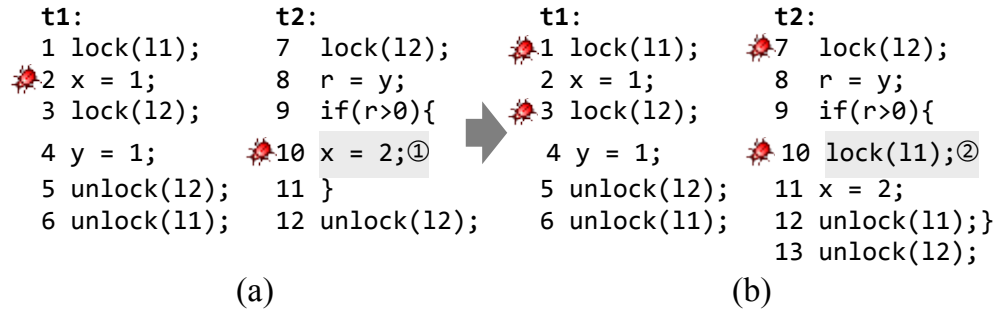 t1: t2: t1: t2:
1 lock(l1); 7 lock(l2); 1 lock(l1); 7 lock(l2);
2 x = 1; 8 r = y; 2 x = 1; 8 r = y;
3 lock(l2); 9 if(r>0){ 3 lock(l2); 9 if(r>0){
4 y = 1; 10 x = 2;① 4 y = 1; 10 lock(l1);②
5 unlock(l2); 11 } 5 unlock(l2); 11 x = 2;
6 unlock(l1); 12 unlock(l2); 6 unlock(l1); 12 unlock(l1);}
13 unlock(l2);
(a) (b)